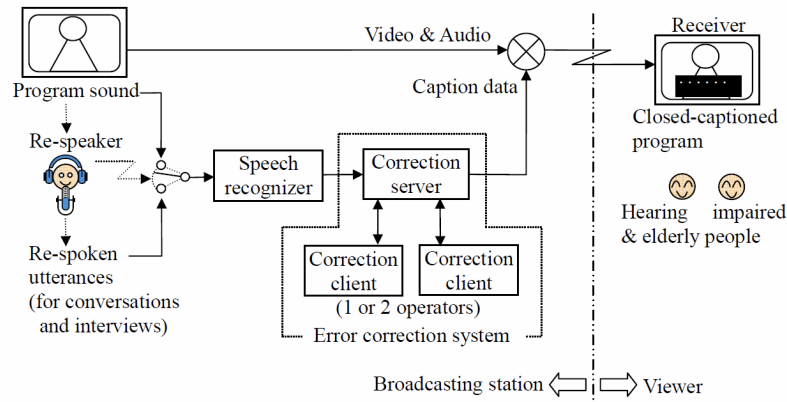 Video & Audio
Receiver
Program sound
Caption data
Closed-captioned
program
Re-speaker
Speech
recognizer
Correction
server
Hearing impaired
& elderly people
Re-spoken
utterances
(for conversations
and interviews)
Correction
client
Correction
client
(1 or 2 operators)
Error correction system
Broadcasting station
Viewer